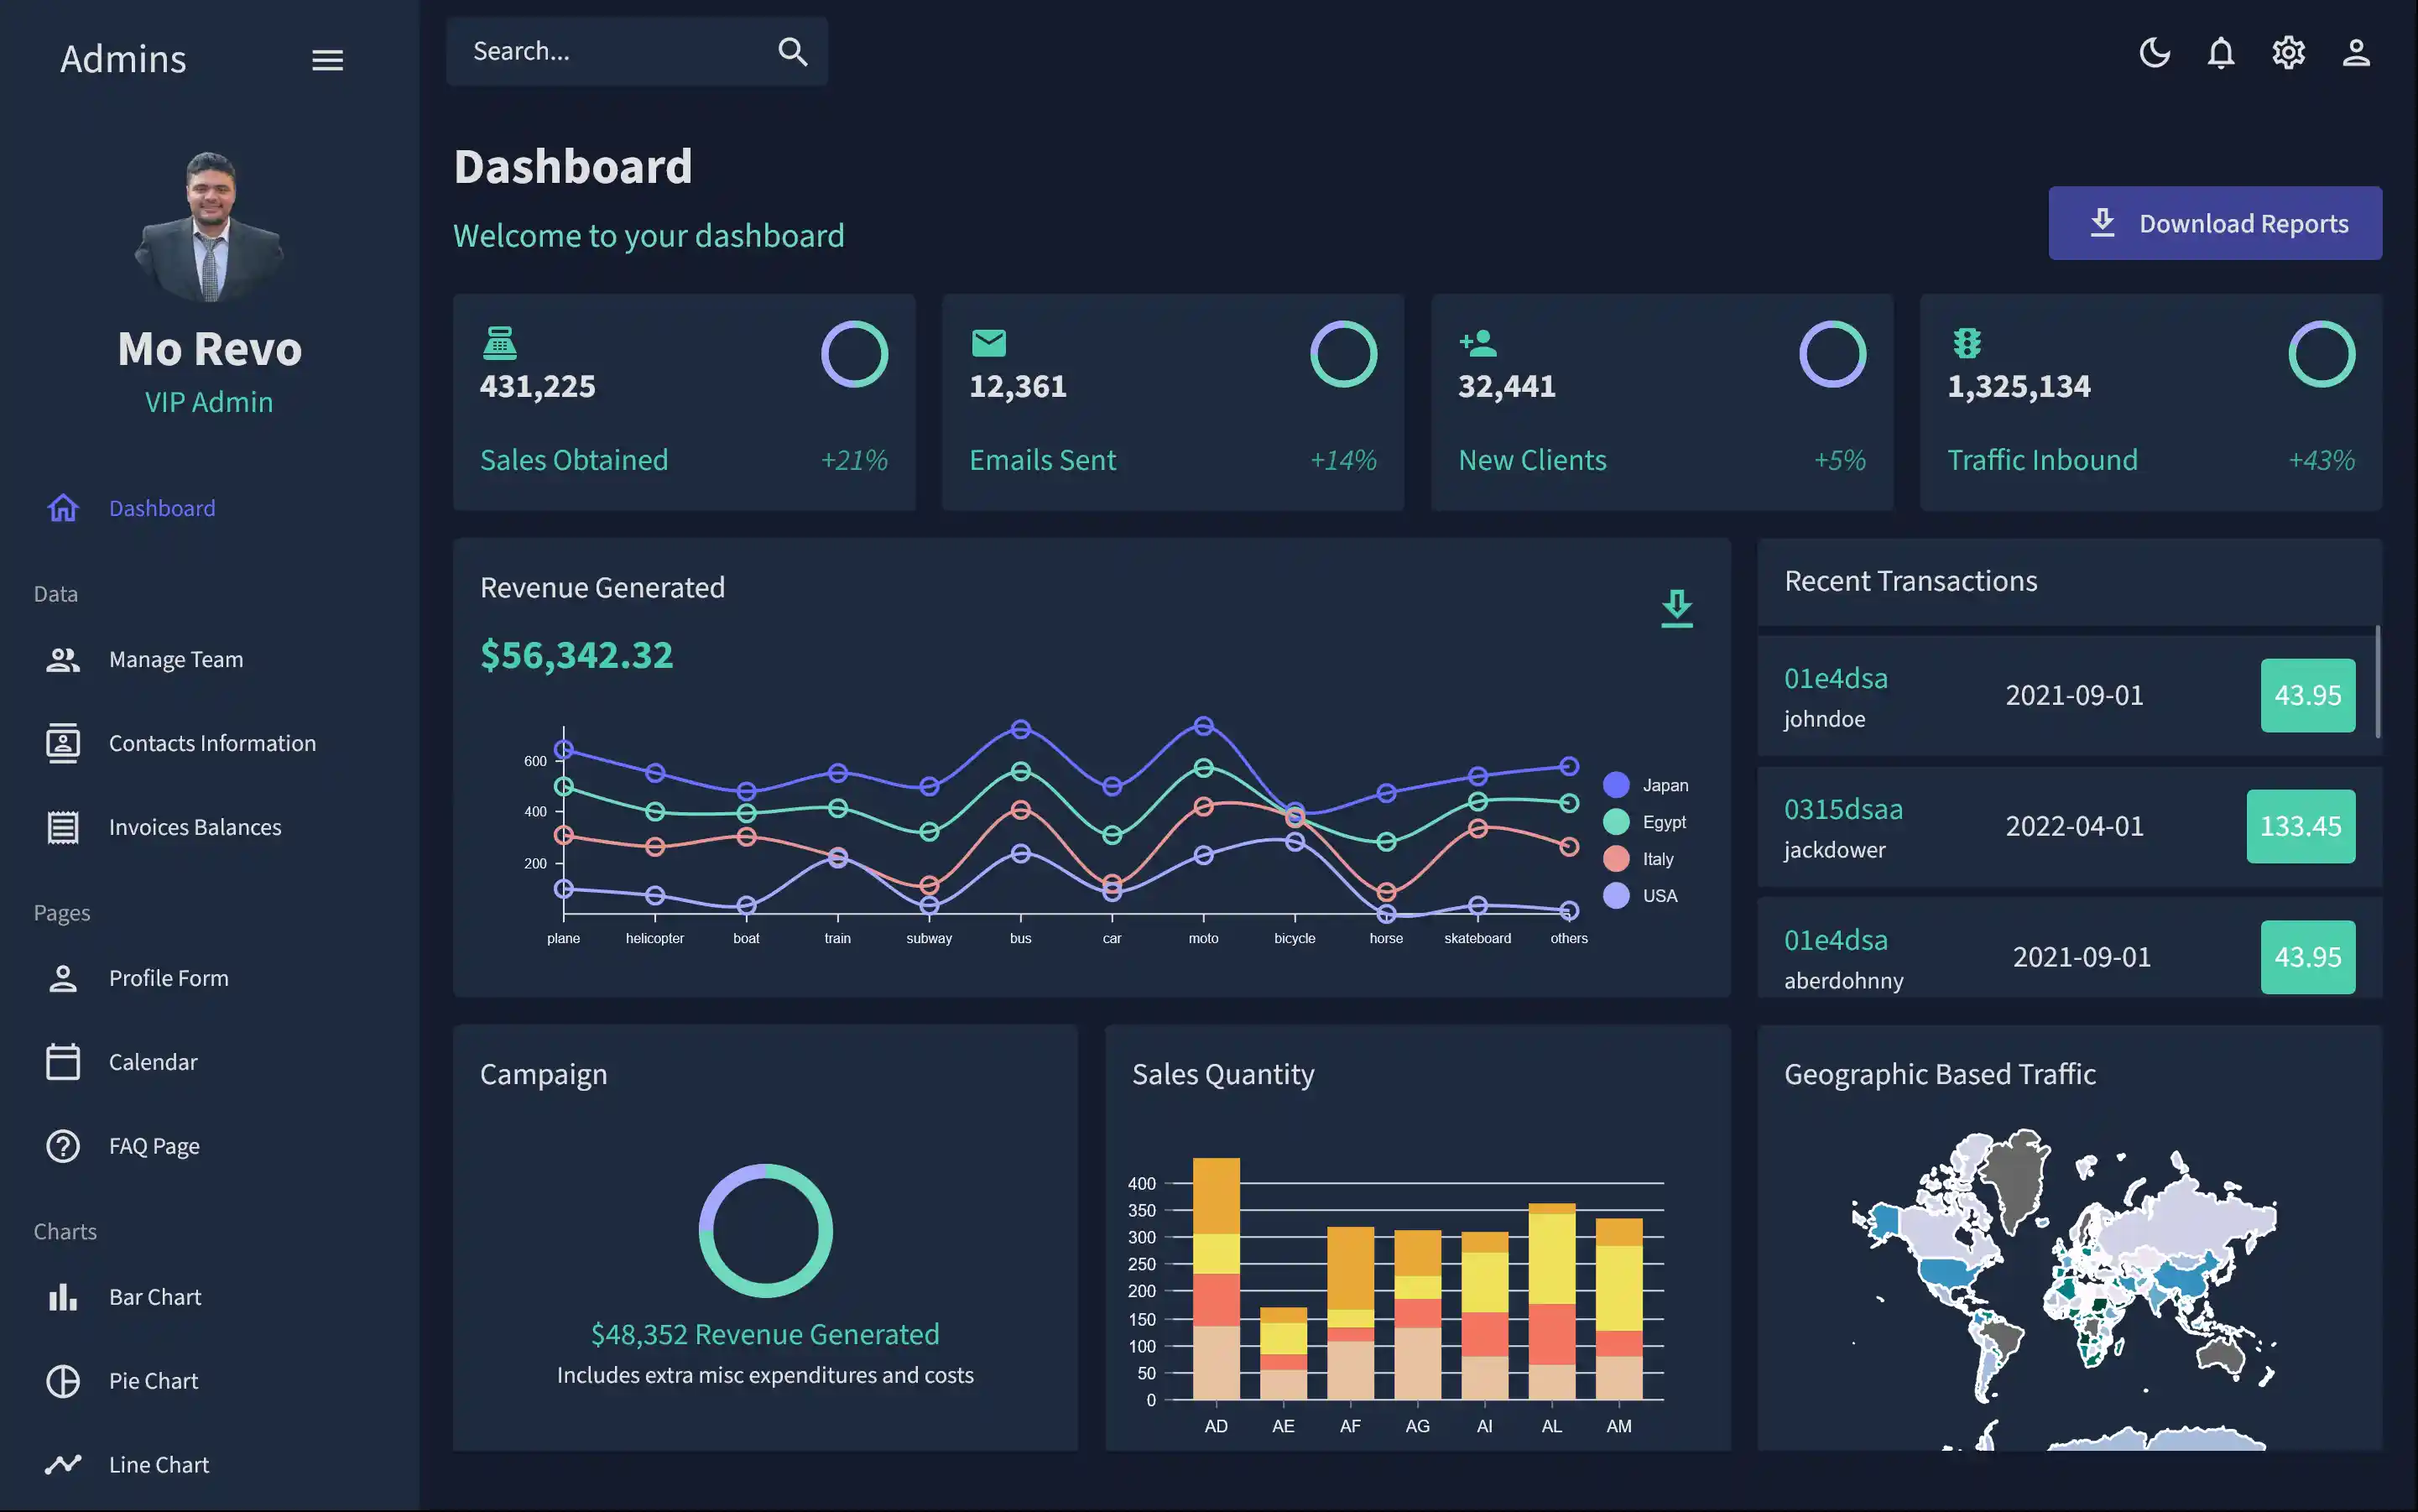 Admins
Mo Revo
VIP Admin
Dashboard
Data
Manage Team
Contacts Information
Invoices Balances
Pages
Profile Form
Calendar
FAQ Page
Charts
Bar Chart
Pie Chart
Line Chart
Search...
Dashboard
Welcome to your dashboard
Download Reports
431,225
Sales Obtained +21%
12,361
Emails Sent +14%
32,441
New Clients +5%
1,325,134
Traffic Inbound +43%
Revenue Generated
$56,342.32
600
400
200
plane helicopter boat train subway bus car moto bicycle horse skateboard others
Japan
Egypt
Italy
USA
Recent Transactions
01e4dsa
johndoe
2021-09-01
43.95
0315dsaa
jackdower
2022-04-01
133.45
01e4dsa
aberdohnny
2021-09-01
43.95
Campaign
$48,352 Revenue Generated
Includes extra misc expenditures and costs
Sales Quantity
400
350
300
250
200
150
100
50
0
AD AE AF AG AI AL AM
Geographic Based Traffic